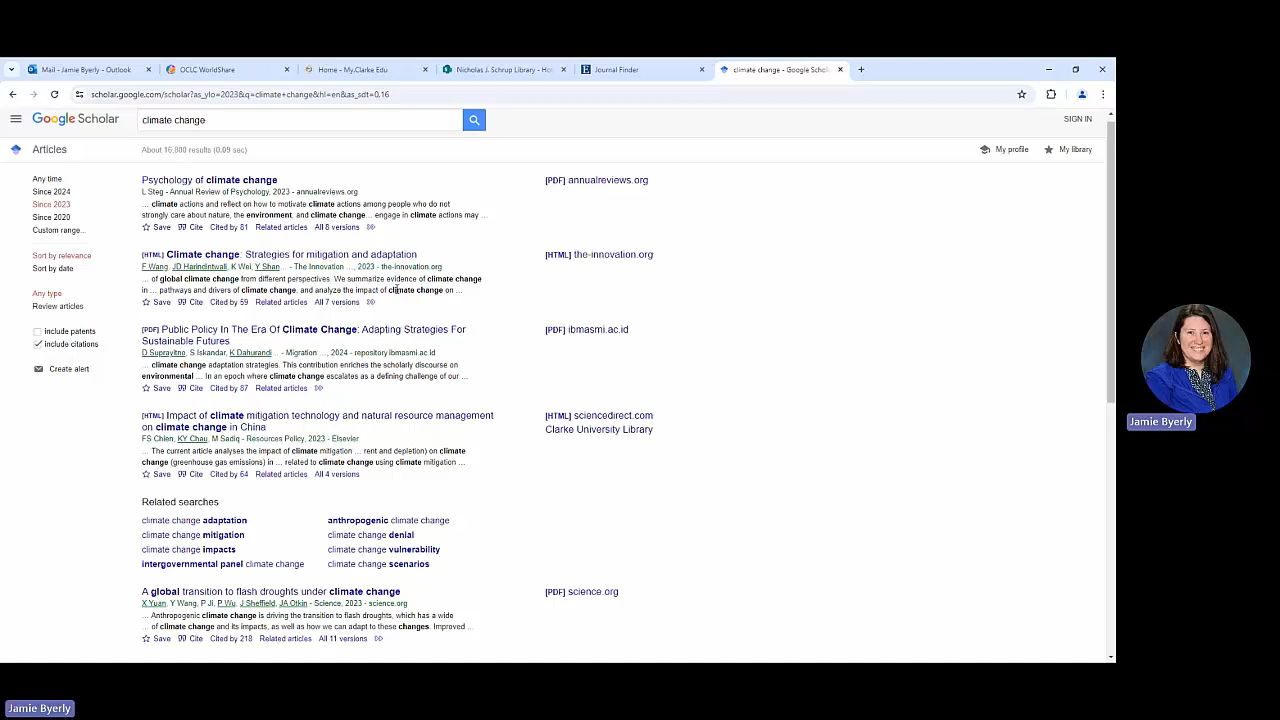 Mail - Jamie Byerly - Outlook
OCLC WorldShare
Home - My.Clarke Edu
Nicholas J. Schrup Library - Ho
Journal Finder
climate change - Google Schol
scholar.google.com/scholar?as_ylo=2023&q=climate+change&hl=en&as_sdt=0,16
Google Scholar
climate change
SIGN IN
Articles
About 16,800 results (0.09 sec)
My profile
My library
Any time
Since 2024
Since 2023
Since 2020
Custom range...
Sort by relevance
Sort by date
Any type
Review articles
include patents
include citations
Create alert
Psychology of climate change
[PDF] annualreviews.org
L Steg - Annual Review of Psychology, 2023 - annualreviews.org
... climate actions and reflect on how to motivate climate actions among people who do not
strongly care about nature, the environment, and climate change... engage in climate actions may ...
Save Cite Cited by 81 Related articles All 8 versions
[HTML] Climate change: Strategies for mitigation and adaptation
[HTML] the-innovation.org
F Wang, JD Harindintwali, K Wei, Y Shan... - The Innovation ..., 2023 - the-innovation.org
... of global climate change from different perspectives. We summarize evidence of climate change
in ... pathways and drivers of climate change, and analyze the impact of climate change on ...
Save Cite Cited by 59 Related articles All 7 versions
[PDF] Public Policy In The Era Of Climate Change: Adapting Strategies For
Sustainable Futures
[PDF] ibmasmi.ac.id
D Suprayitno, S Iskandar, K Dahurandi... - Migration ..., 2024 - repository.ibmasmi.ac.id
... climate change adaptation strategies. This contribution enriches the scholarly discourse on
environmental ... In an epoch where climate change escalates as a defining challenge of our ...
Save Cite Cited by 87 Related articles
[HTML] Impact of climate mitigation technology and natural resource management
on climate change in China
[HTML] sciencedirect.com
Clarke University Library
FS Chien, KY Chau, M Sadiq - Resources Policy, 2023 - Elsevier
... The current article analyses the impact of climate mitigation ... rent and depletion) on climate
change (greenhouse gas emissions) in ... related to climate change using climate mitigation ...
Save Cite Cited by 64 Related articles All 4 versions
Related searches
climate change adaptation
anthropogenic climate change
climate change mitigation
climate change denial
climate change impacts
climate change vulnerability
intergovernmental panel climate change
climate change scenarios
A global transition to flash droughts under climate change
[PDF] science.org
X Yuan, Y Wang, P Ji, P Wu, J Sheffield, JA Otkin - Science, 2023 - science.org
... Anthropogenic climate change is driving the transition to flash droughts, which has a wide
... of climate change and its impacts, as well as how we can adapt to these changes. Improved ...
Save Cite Cited by 218 Related articles All 11 versions
Jamie Byerly
Jamie Byerly